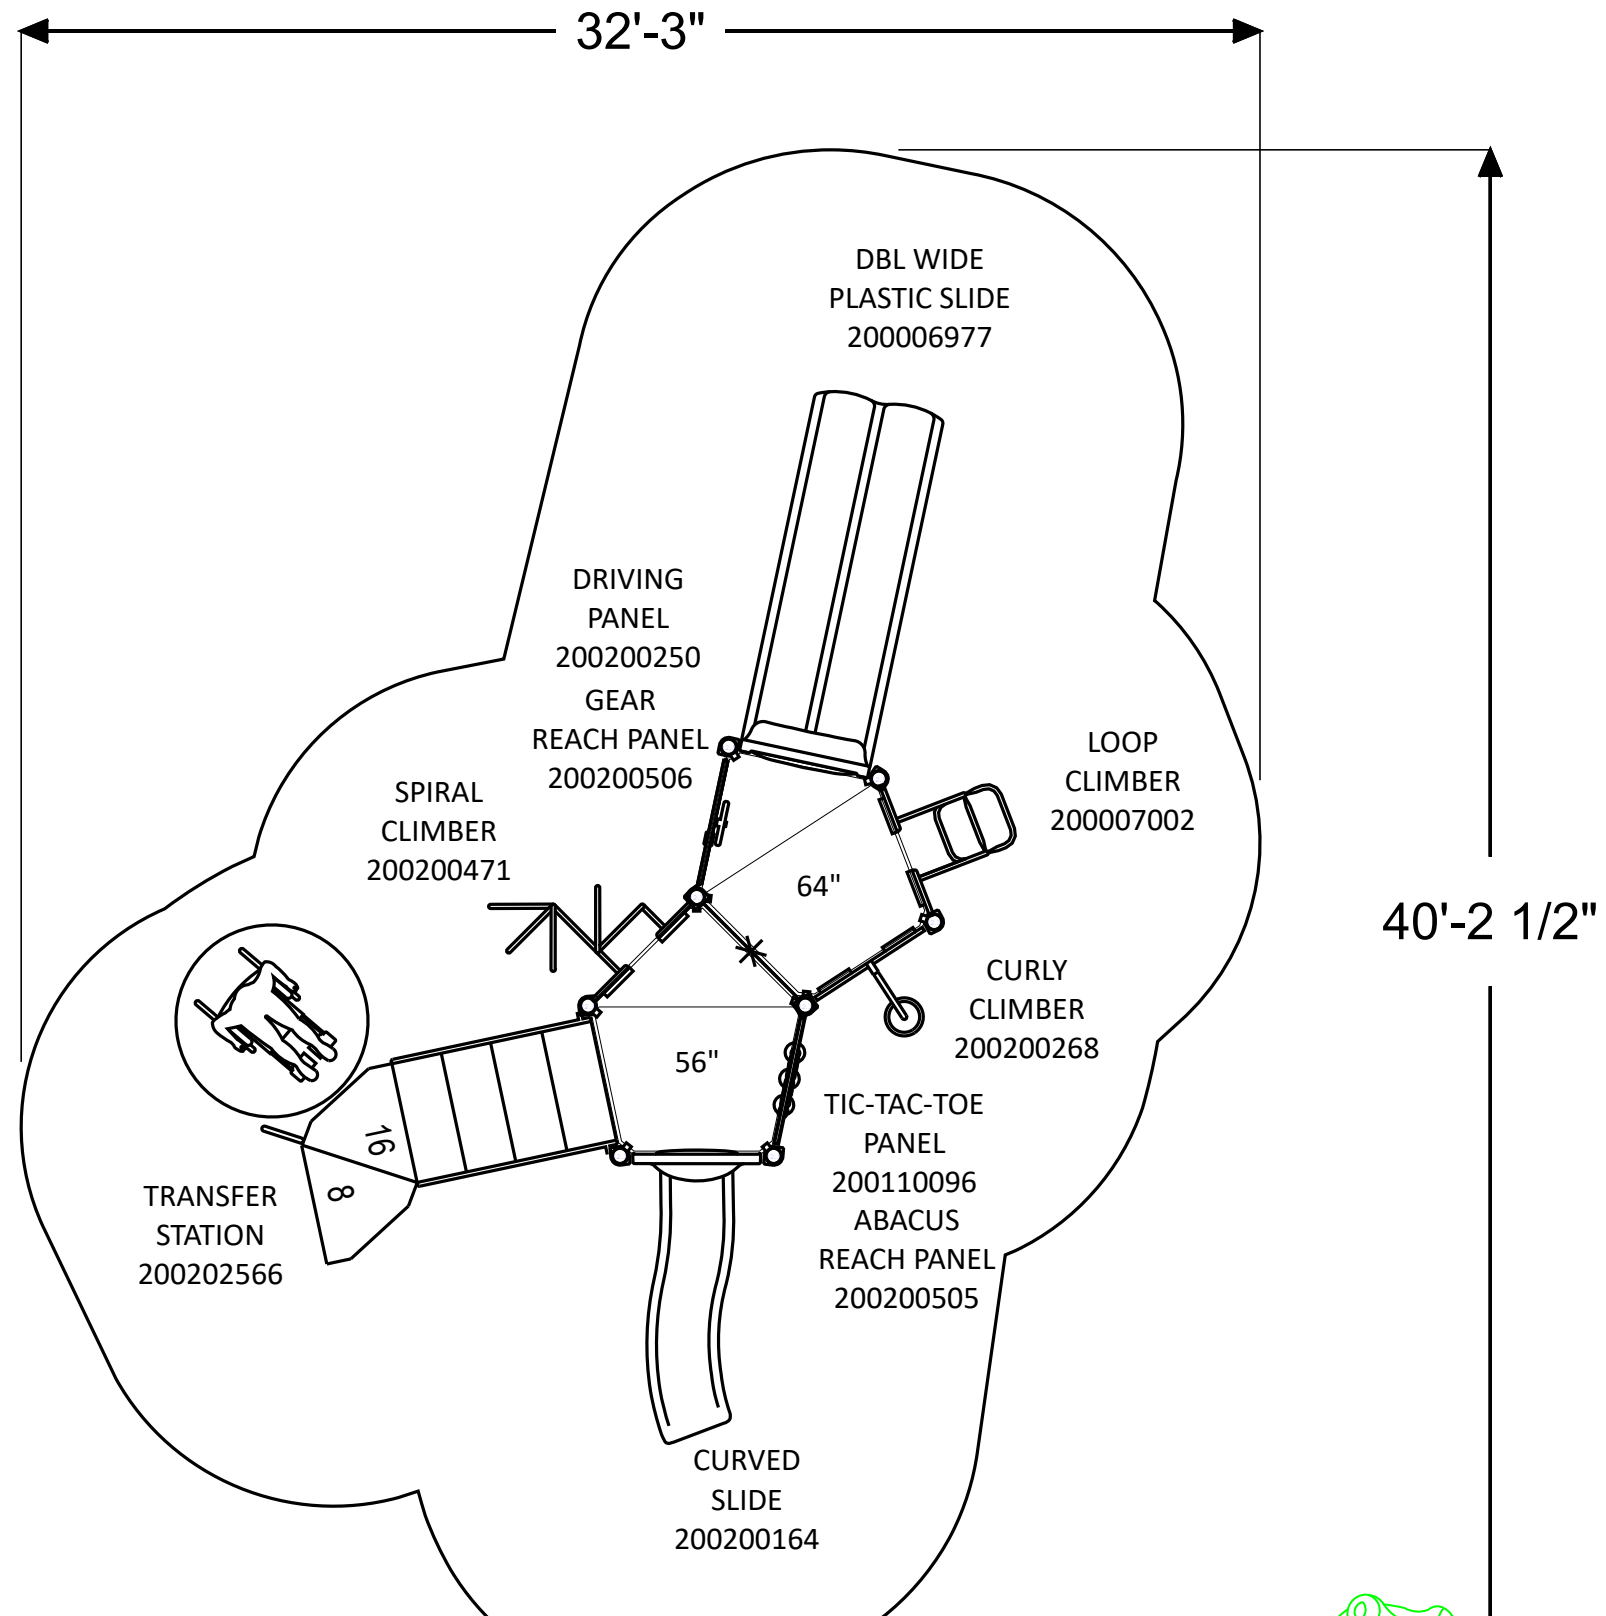 32'-3"
DBL WIDE
PLASTIC SLIDE
200006977
DRIVING
PANEL
200200250
GEAR
REACH PANEL
200200506
LOOP
CLIMBER
200007002
SPIRAL
CLIMBER
200200471
64"
40'-2 1/2"
CURLY
CLIMBER
200200268
56"
TIC-TAC-TOE
PANEL
200110096
ABACUS
REACH PANEL
200200505
16
8
TRANSFER
STATION
200202566
CURVED
SLIDE
200200164